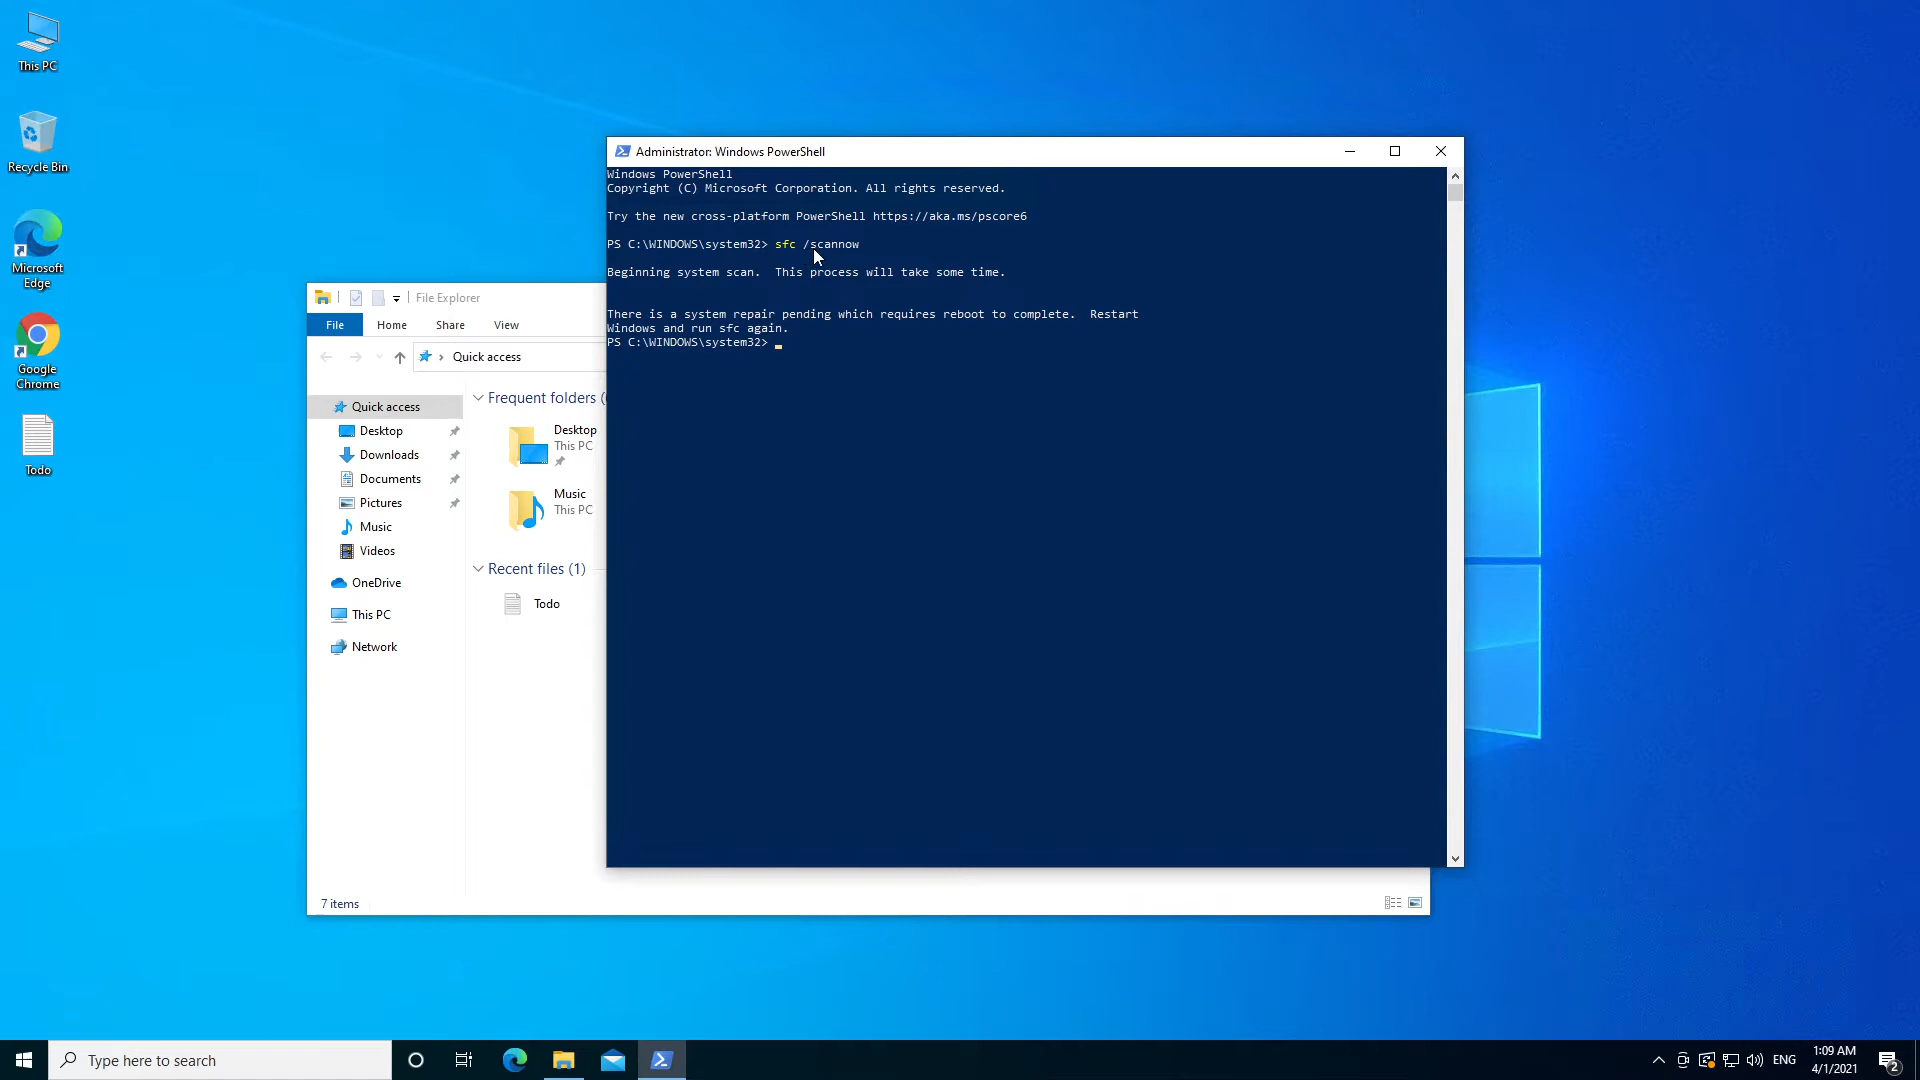 This PC
Recycle Bin
Microsoft
Edge
Google
Chrome
Todo
File Explorer
File Home Share View
Quick access
Quick access
Desktop
Downloads
Documents
Pictures
Music
Videos
OneDrive
This PC
Network
Frequent folders (
Desktop
This PC
Music
This PC
Recent files (1)
Todo
7 items
Administrator: Windows PowerShell
Windows PowerShell
Copyright (C) Microsoft Corporation. All rights reserved.
Try the new cross-platform PowerShell https://aka.ms/pscore6
PS C:\WINDOWS\system32> sfc /scannow
Beginning system scan.  This process will take some time.
There is a system repair pending which requires reboot to complete.  Restart
Windows and run sfc again.
PS C:\WINDOWS\system32>
Type here to search
ENG
1:09 AM
4/1/2021
2